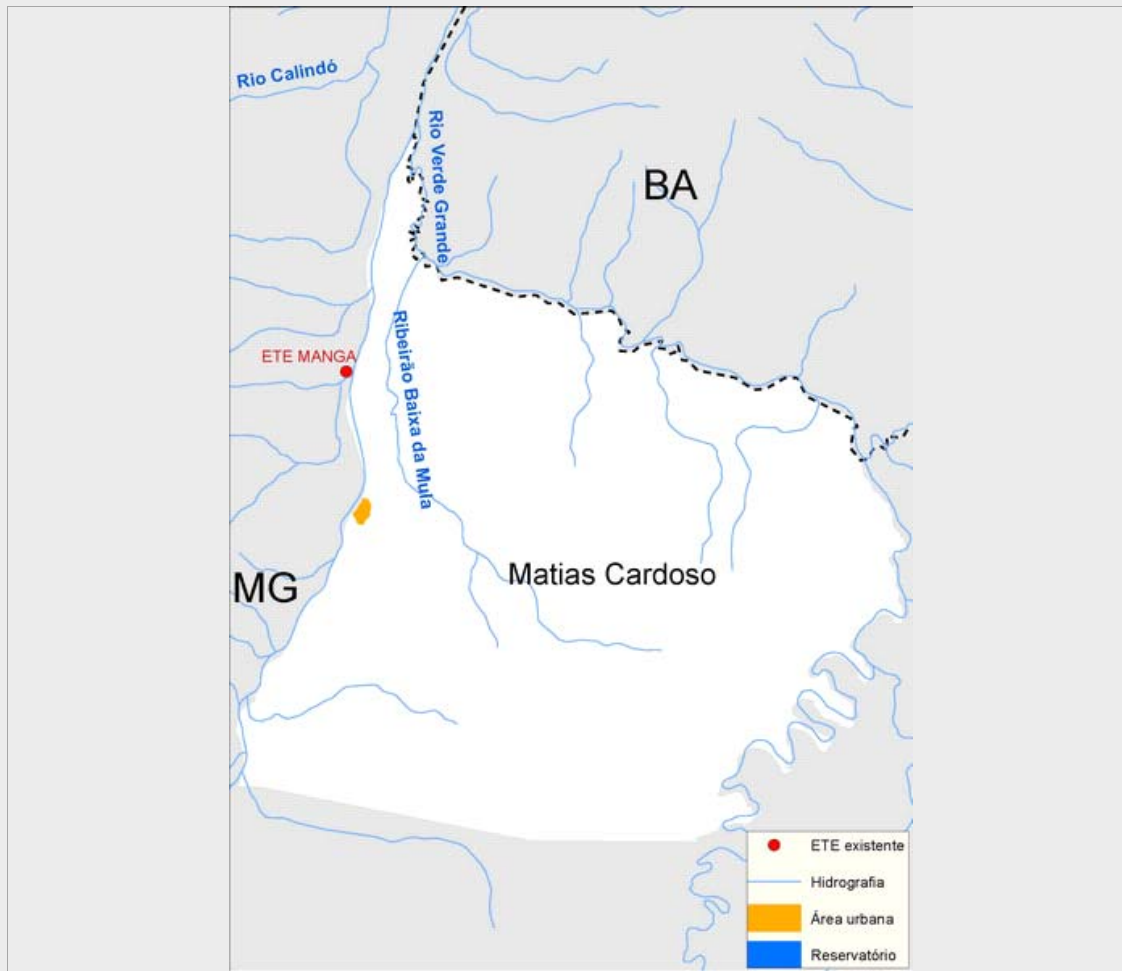 Rio Calindó
Rio Verde Grande
BA
ETE MANGA
Ribeirão Baixa da Mula
MG
Matias Cardoso
ETE existente
Hidrografia
Área urbana
Reservatório